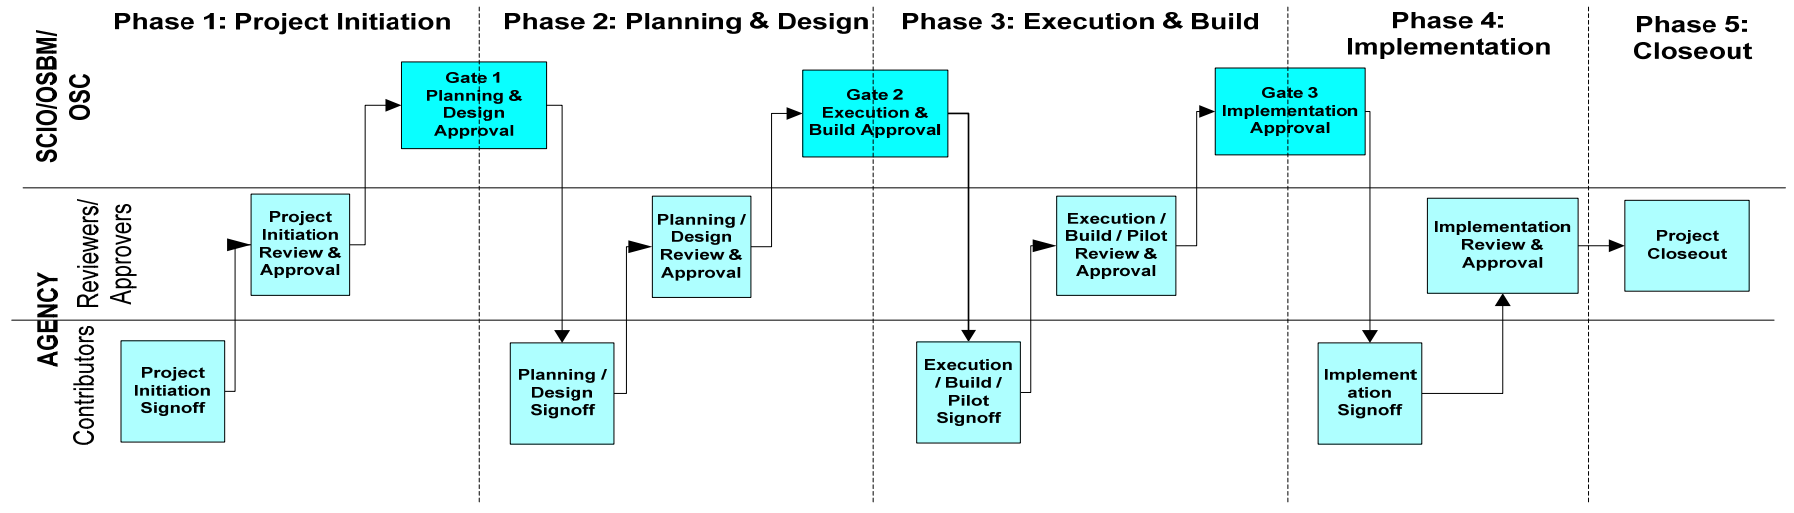 Phase 1: Project Initiation
Phase 2: Planning & Design
Phase 3: Execution & Build
Phase 4:
Implementation
Phase 5:
Closeout
SCIO/OSBM/
OSC
Gate 1
Planning &
Design
Approval
Gate 2
Execution &
Build Approval
Gate 3
Implementation
Approval
AGENCY
Reviewers/
Approvers
Project
Initiation
Review &
Approval
Planning /
Design
Review &
Approval
Execution /
Build / Pilot
Review &
Approval
Implementation
Review &
Approval
Project
Closeout
Contributors
Project
Initiation
Signoff
Planning /
Design
Signoff
Execution
/ Build /
Pilot
Signoff
Implement
ation
Signoff